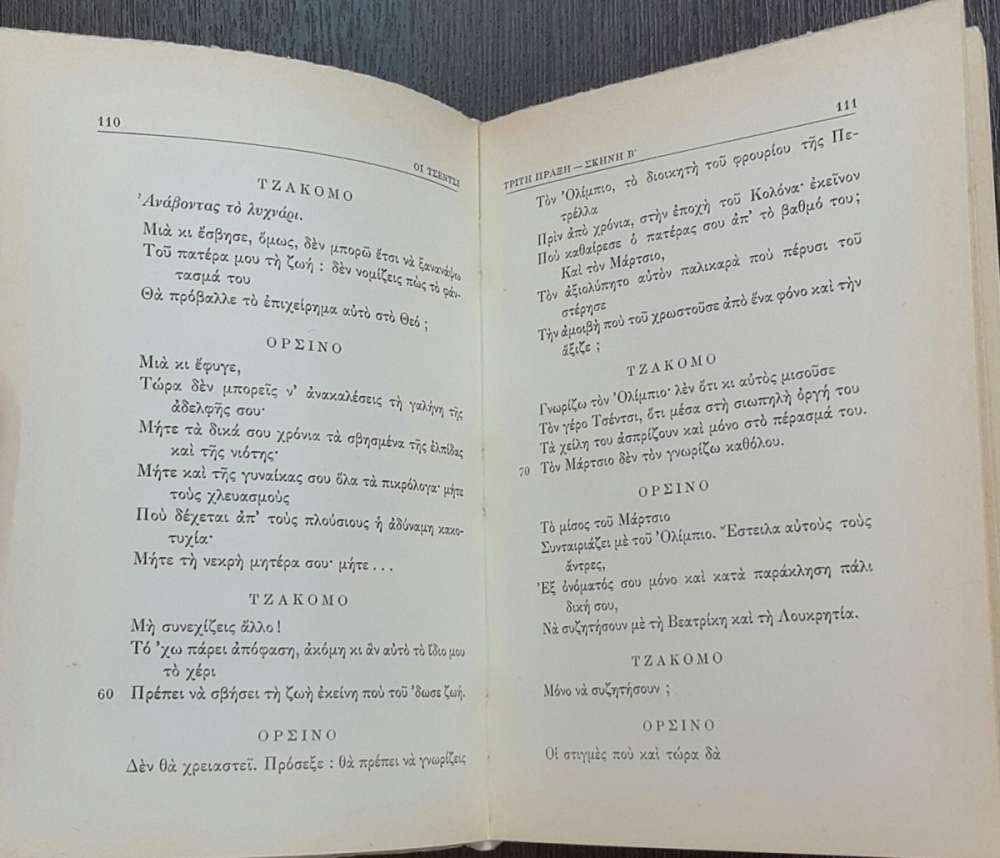 110
ΟΙ ΤΣΕΝΤΣΙ
ΤΖΑΚΟΜΟ
Ἀνάβοντας τὸ λυχνάρι.
Μιὰ κι ἔσβησε, ὅμως, δὲν μπορῶ ἔτσι νὰ ξανανάψω
Τοῦ πατέρα μου τὴ ζωή : δὲν νομίζεις πὼς τὸ φάν-
τασμά του
Θὰ πρόβαλλε τὸ ἐπιχείρημα αὐτὸ στὸ Θεό ;
ΟΡΣΙΝΟ
Μιὰ κι ἔφυγε,
Τώρα δὲν μπορεῖς ν’ ἀνακαλέσεις τὴ γαλήνη τῆς
ἀδελφῆς σου·
Μήτε τὰ δικά σου χρόνια τὰ σβησμένα τῆς ἐλπίδας
καὶ τῆς νιότης·
Μήτε καὶ τῆς γυναίκας σου ὅλα τὰ πικρόλογα· μήτε
τοὺς χλευασμοὺς
Ποὺ δέχεται ἀπ’ τοὺς πλούσιους ἡ ἀδύναμη κακο-
τυχία·
Μήτε τὴ νεκρὴ μητέρα σου· μήτε . . .
ΤΖΑΚΟΜΟ
Μὴ συνεχίζεις ἄλλο!
Τό ’χω πάρει ἀπόφαση, ἀκόμη κι ἂν αὐτὸ τὸ ἴδιο μου
τὸ χέρι
60 Πρέπει νὰ σβήσει τὴ ζωὴ ἐκείνη ποὺ τοῦ ’δωσε ζωή.
ΟΡΣΙΝΟ
Δὲν θὰ χρειαστεῖ. Πρόσεξε : θὰ πρέπει νὰ γνωρίζεις
111
ΤΡΙΤΗ ΠΡΑΞΗ — ΣΚΗΝΗ Β΄
Τὸν Ὀλίμπιο, τὸ διοικητὴ τοῦ φρουρίου τῆς Πε-
τρέλλα
Πρὶν ἀπὸ χρόνια, στὴν ἐποχὴ τοῦ Κολόνα· ἐκεῖνον
Ποὺ καθαίρεσε ὁ πατέρας σου ἀπ’ τὸ βαθμό του ;
Καὶ τὸν Μάρτσιο,
Τὸν ἀξιολύπητο αὐτὸν παλικαρὰ ποὺ πέρυσι τοῦ
στέρησε
Τὴν ἀμοιβὴ ποὺ τοῦ χρωστοῦσε ἀπὸ ἕνα φόνο καὶ τὴν
ἄξιζε ;
ΤΖΑΚΟΜΟ
Γνωρίζω τὸν Ὀλίμπιο· λὲν ὅτι κι αὐτὸς μισοῦσε
Τὸν γέρο Τσέντσι, ὅτι μέσα στὴ σιωπηλὴ ὀργή του
Τὰ χείλη του ἀσπρίζουν καὶ μόνο στὸ πέρασμά του.
70 Τὸν Μάρτσιο δὲν τὸν γνωρίζω καθόλου.
ΟΡΣΙΝΟ
Τὸ μίσος τοῦ Μάρτσιο
Συνταιριάζει μὲ τοῦ Ὀλίμπιο. Ἔστειλα αὐτοὺς τοὺς
ἄντρες,
Ἐξ ὀνόματός σου μόνο καὶ κατὰ παράκληση πάλι
δική σου,
Νὰ συζητήσουν μὲ τὴ Βεατρίκη καὶ τὴ Λουκρητία.
ΤΖΑΚΟΜΟ
Μόνο νὰ συζητήσουν ;
ΟΡΣΙΝΟ
Οἱ στιγμὲς ποὺ καὶ τώρα δὰ